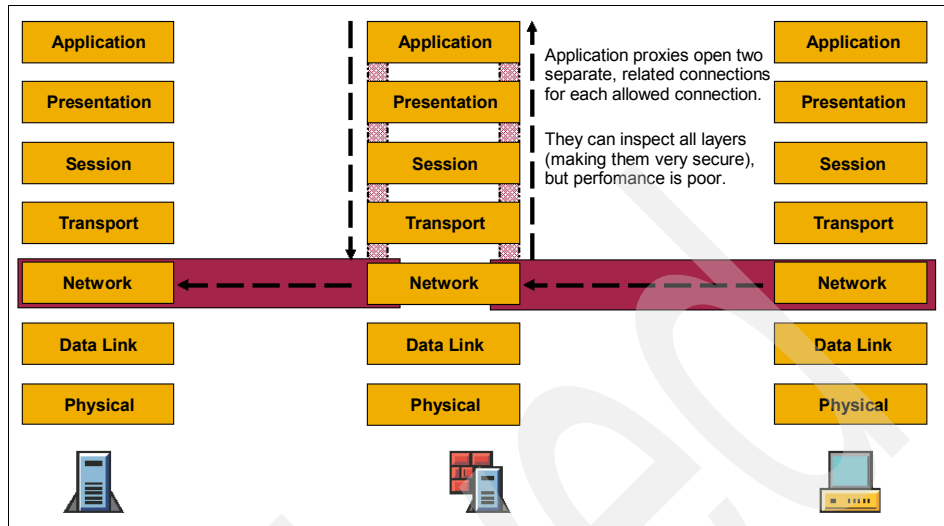 Application
Application
Application
Application proxies open two
separate, related connections
for each allowed connection.
Presentation
Presentation
Presentation
They can inspect all layers
(making them very secure),
but perfomance is poor.
Session
Session
Session
Transport
Transport
Transport
Network
Network
Network
Data Link
Data Link
Data Link
Physical
Physical
Physical